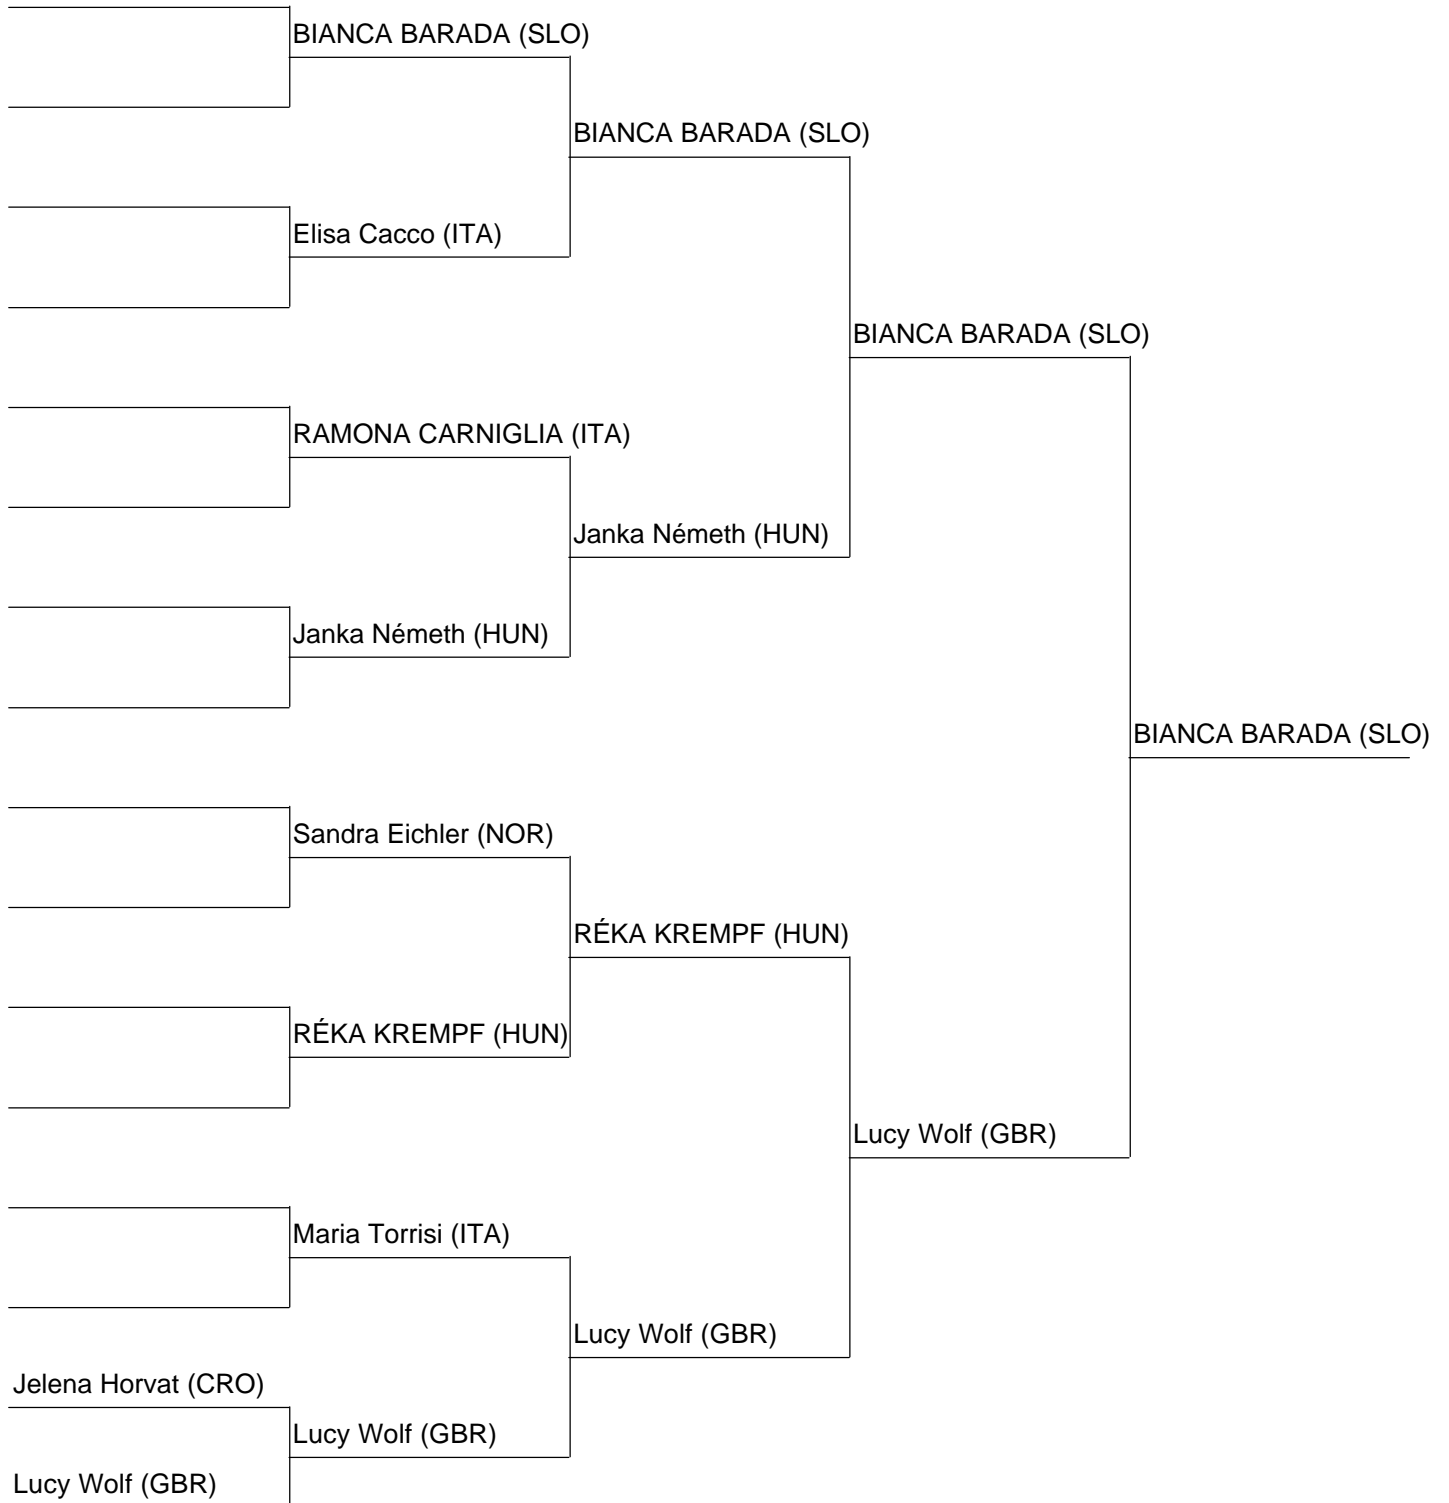 BIANCA BARADA (SLO)
BIANCA BARADA (SLO)
Elisa Cacco (ITA)
BIANCA BARADA (SLO)
RAMONA CARNIGLIA (ITA)
Janka Németh (HUN)
Janka Németh (HUN)
BIANCA BARADA (SLO)
Sandra Eichler (NOR)
RÉKA KREMPF (HUN)
RÉKA KREMPF (HUN)
Lucy Wolf (GBR)
Maria Torrisi (ITA)
Lucy Wolf (GBR)
Jelena Horvat (CRO)
Lucy Wolf (GBR)
Lucy Wolf (GBR)